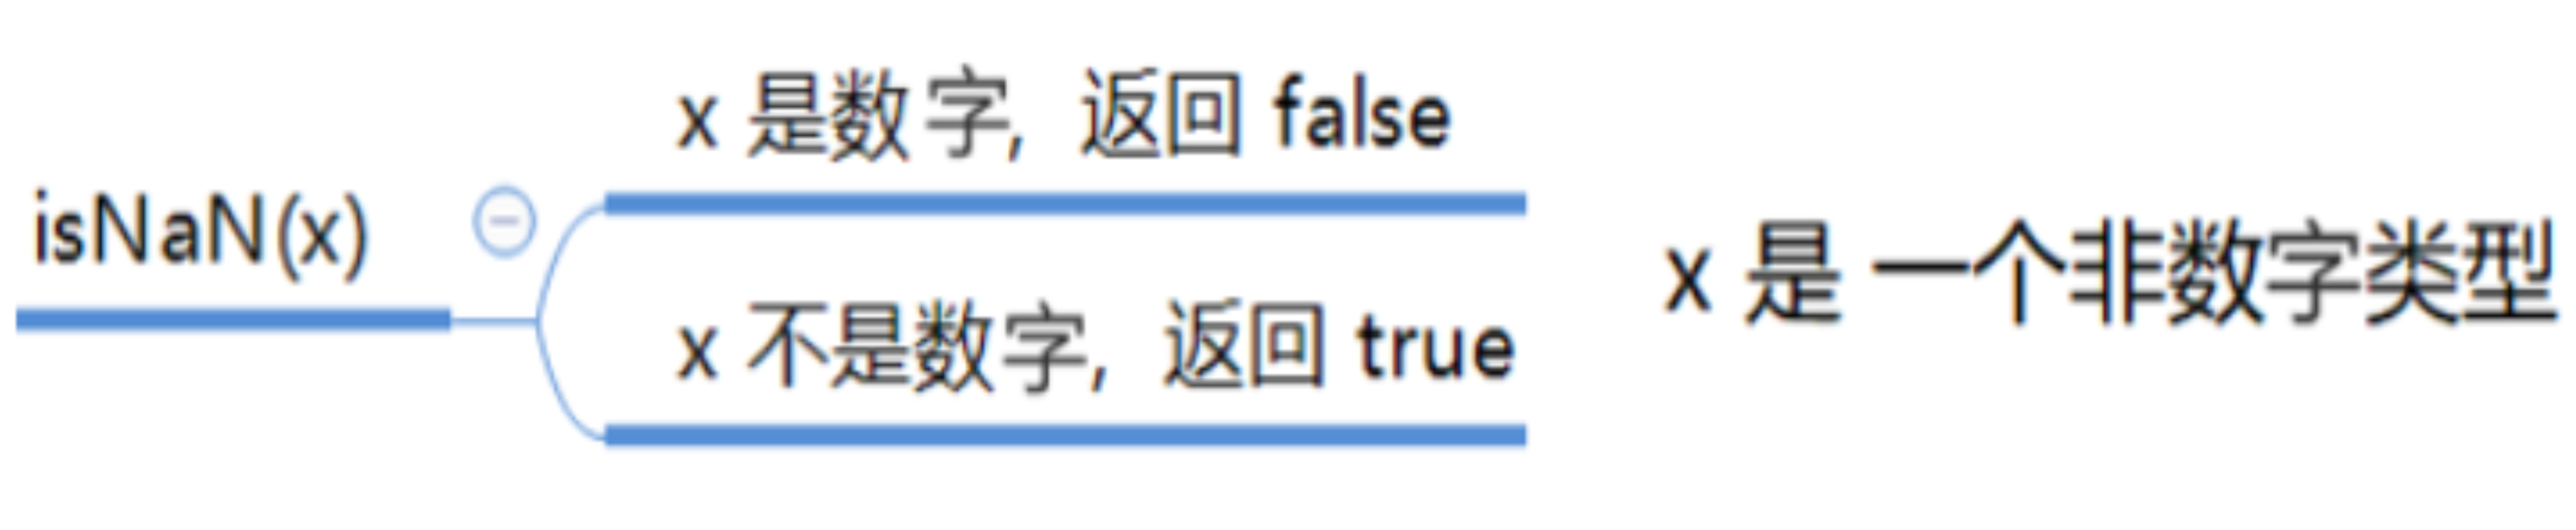 isNaN(x)
x 是数字, 返回 false
x 不是数字, 返回 true
x 是 一个非数字类型